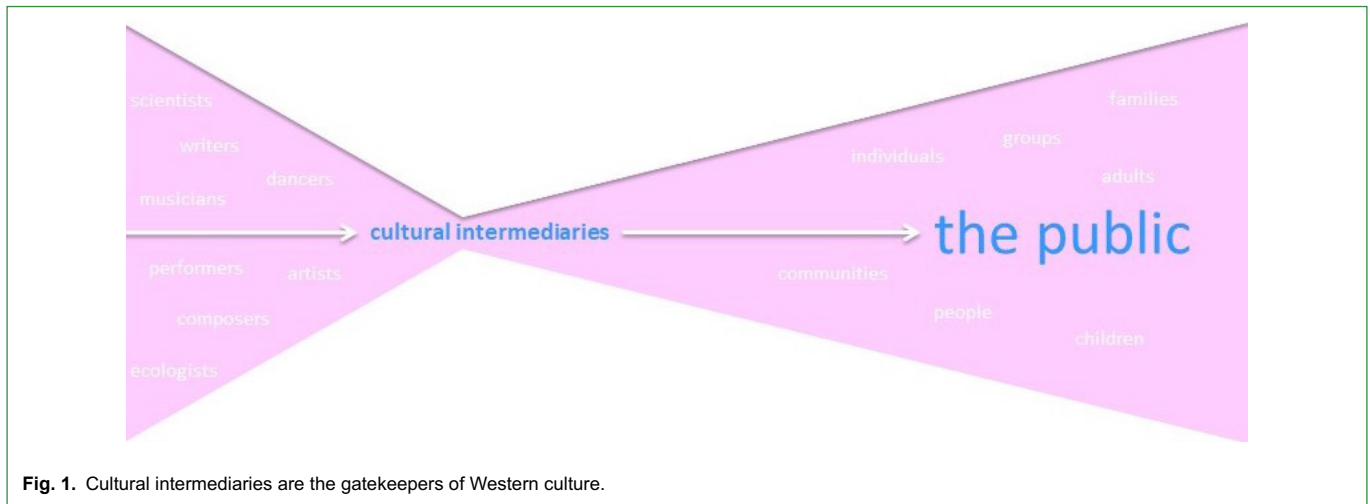 scientists
families
writers
groups
individuals
dancers
adults
musicians
cultural intermediaries
the public
performers
artists
communities
composers
people
children
ecologists
Fig. 1. Cultural intermediaries are the gatekeepers of Western culture.